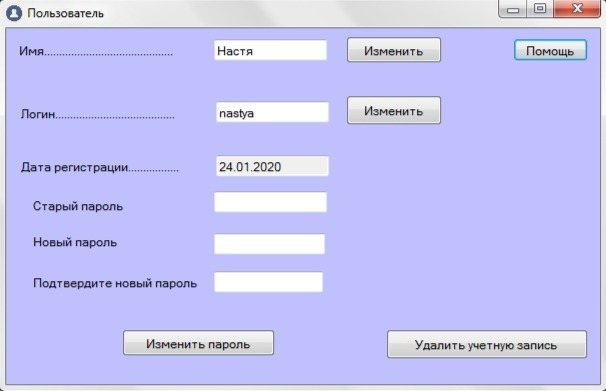 Пользователь
Имя.......................................... Настя Изменить Помощь
Логин....................................... nastya Изменить
Дата регистрации................. 24.01.2020
Старый пароль
Новый пароль
Подтвердите новый пароль
Изменить пароль Удалить учетную запись